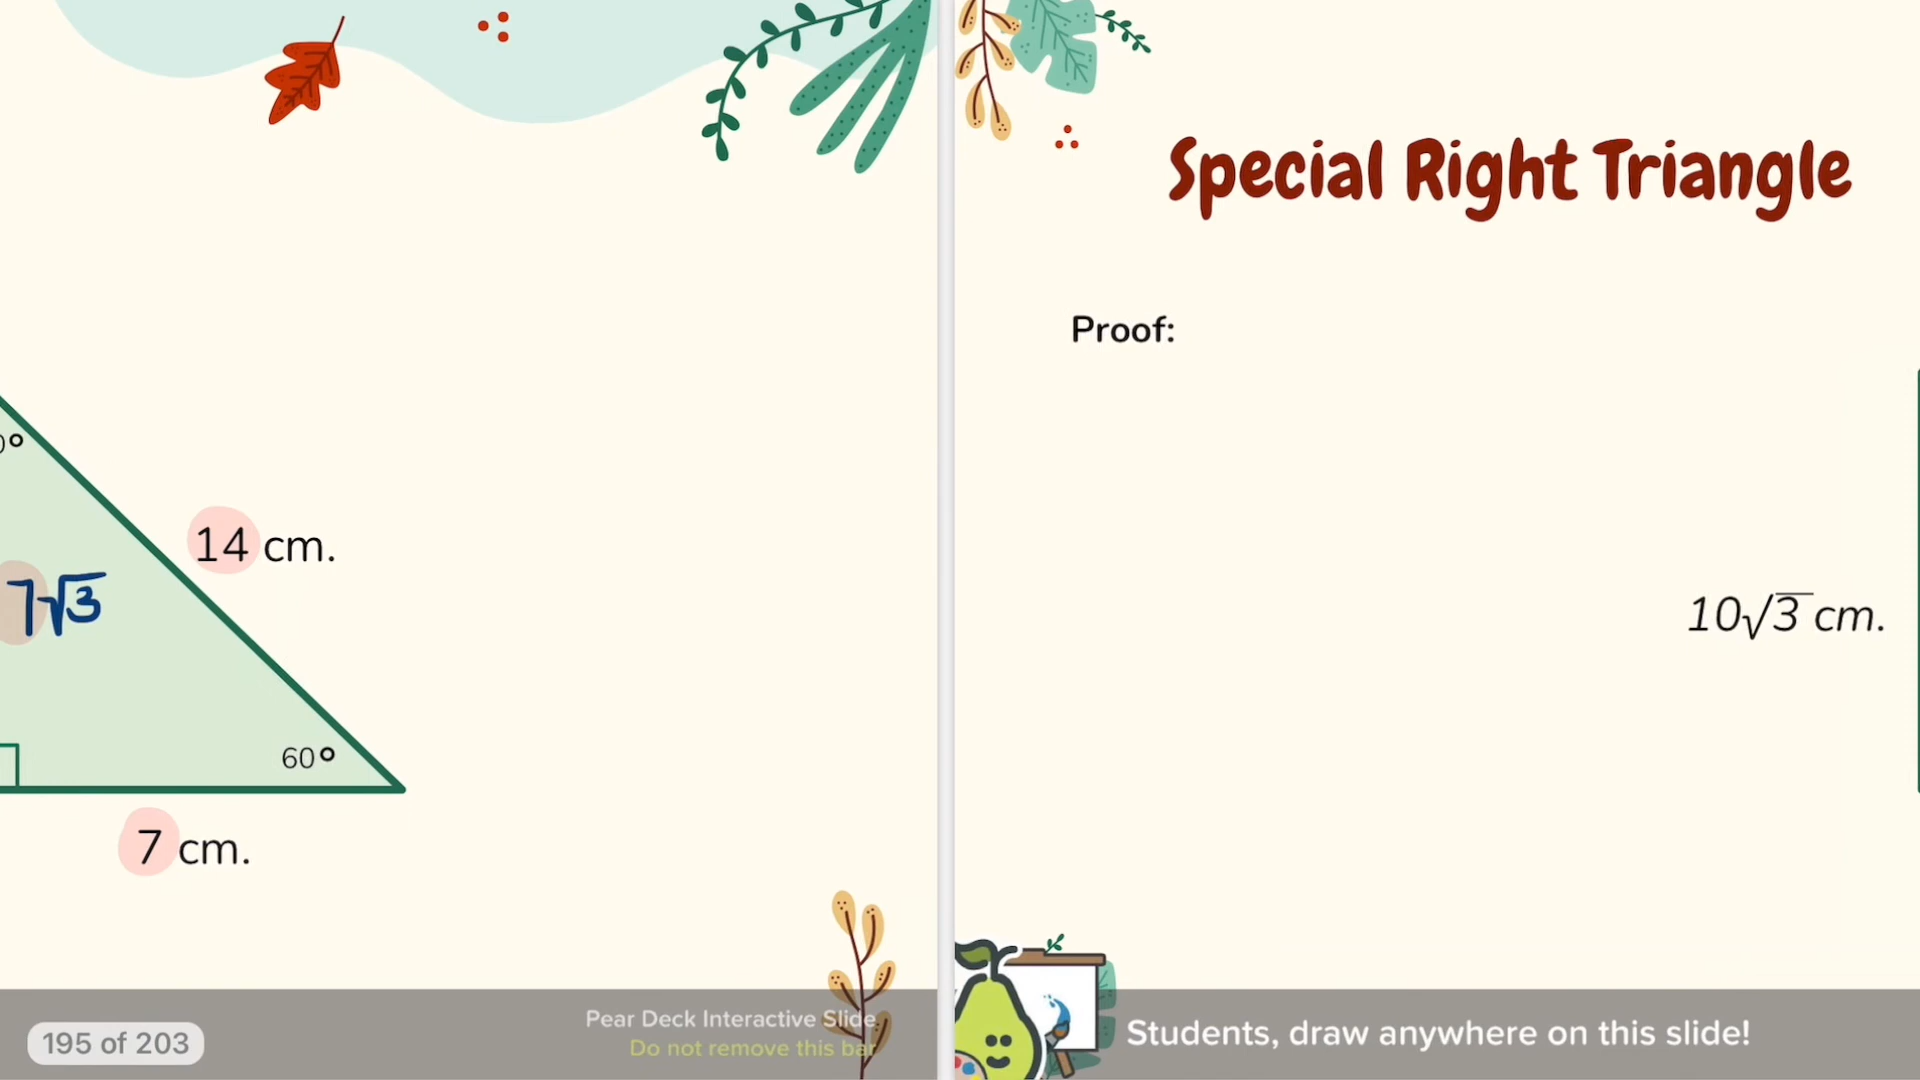 0°
14 cm.
7√3
60°
7 cm.
195 of 203
Pear Deck Interactive Slide
Do not remove this bar
Special Right Triangle
Proof:
10√3 cm.
Students, draw anywhere on this slide!